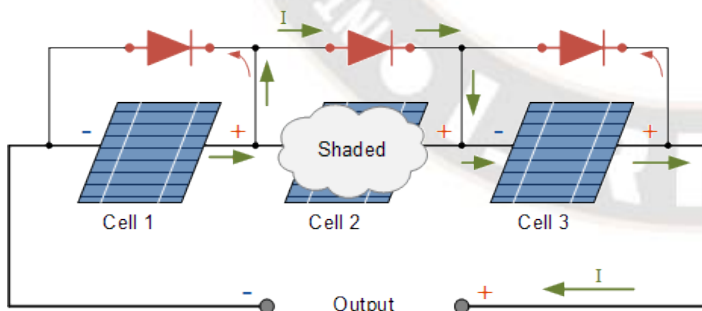 I
- + + - +
Shaded
Cell 1 Cell 2 Cell 3
I
- Output +